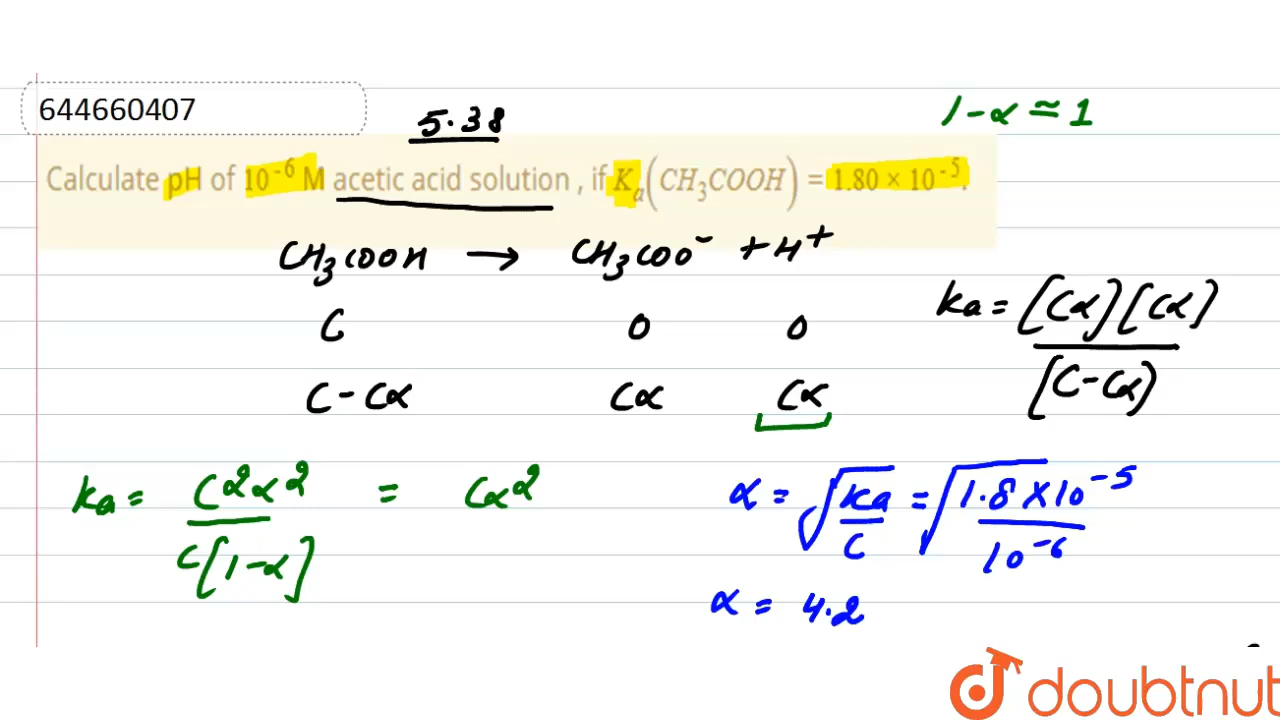 644660407
5.38
1-α ≃ 1
Calculate pH of 10⁻⁶ M acetic acid solution , if Kₐ(CH₃COOH) = 1.80 × 10⁻⁵.
CH₃COOH → CH₃COO⁻ + H⁺
C 0 0
Ka = [Cα][Cα] / [C-Cα]
C-Cα Cα Cα
Ka = C²α² / C[1-α] = Cα²
α = √(Ka/C) = √(1.8×10⁻⁵ / 10⁻⁶)
α = 4.2
doubtnut